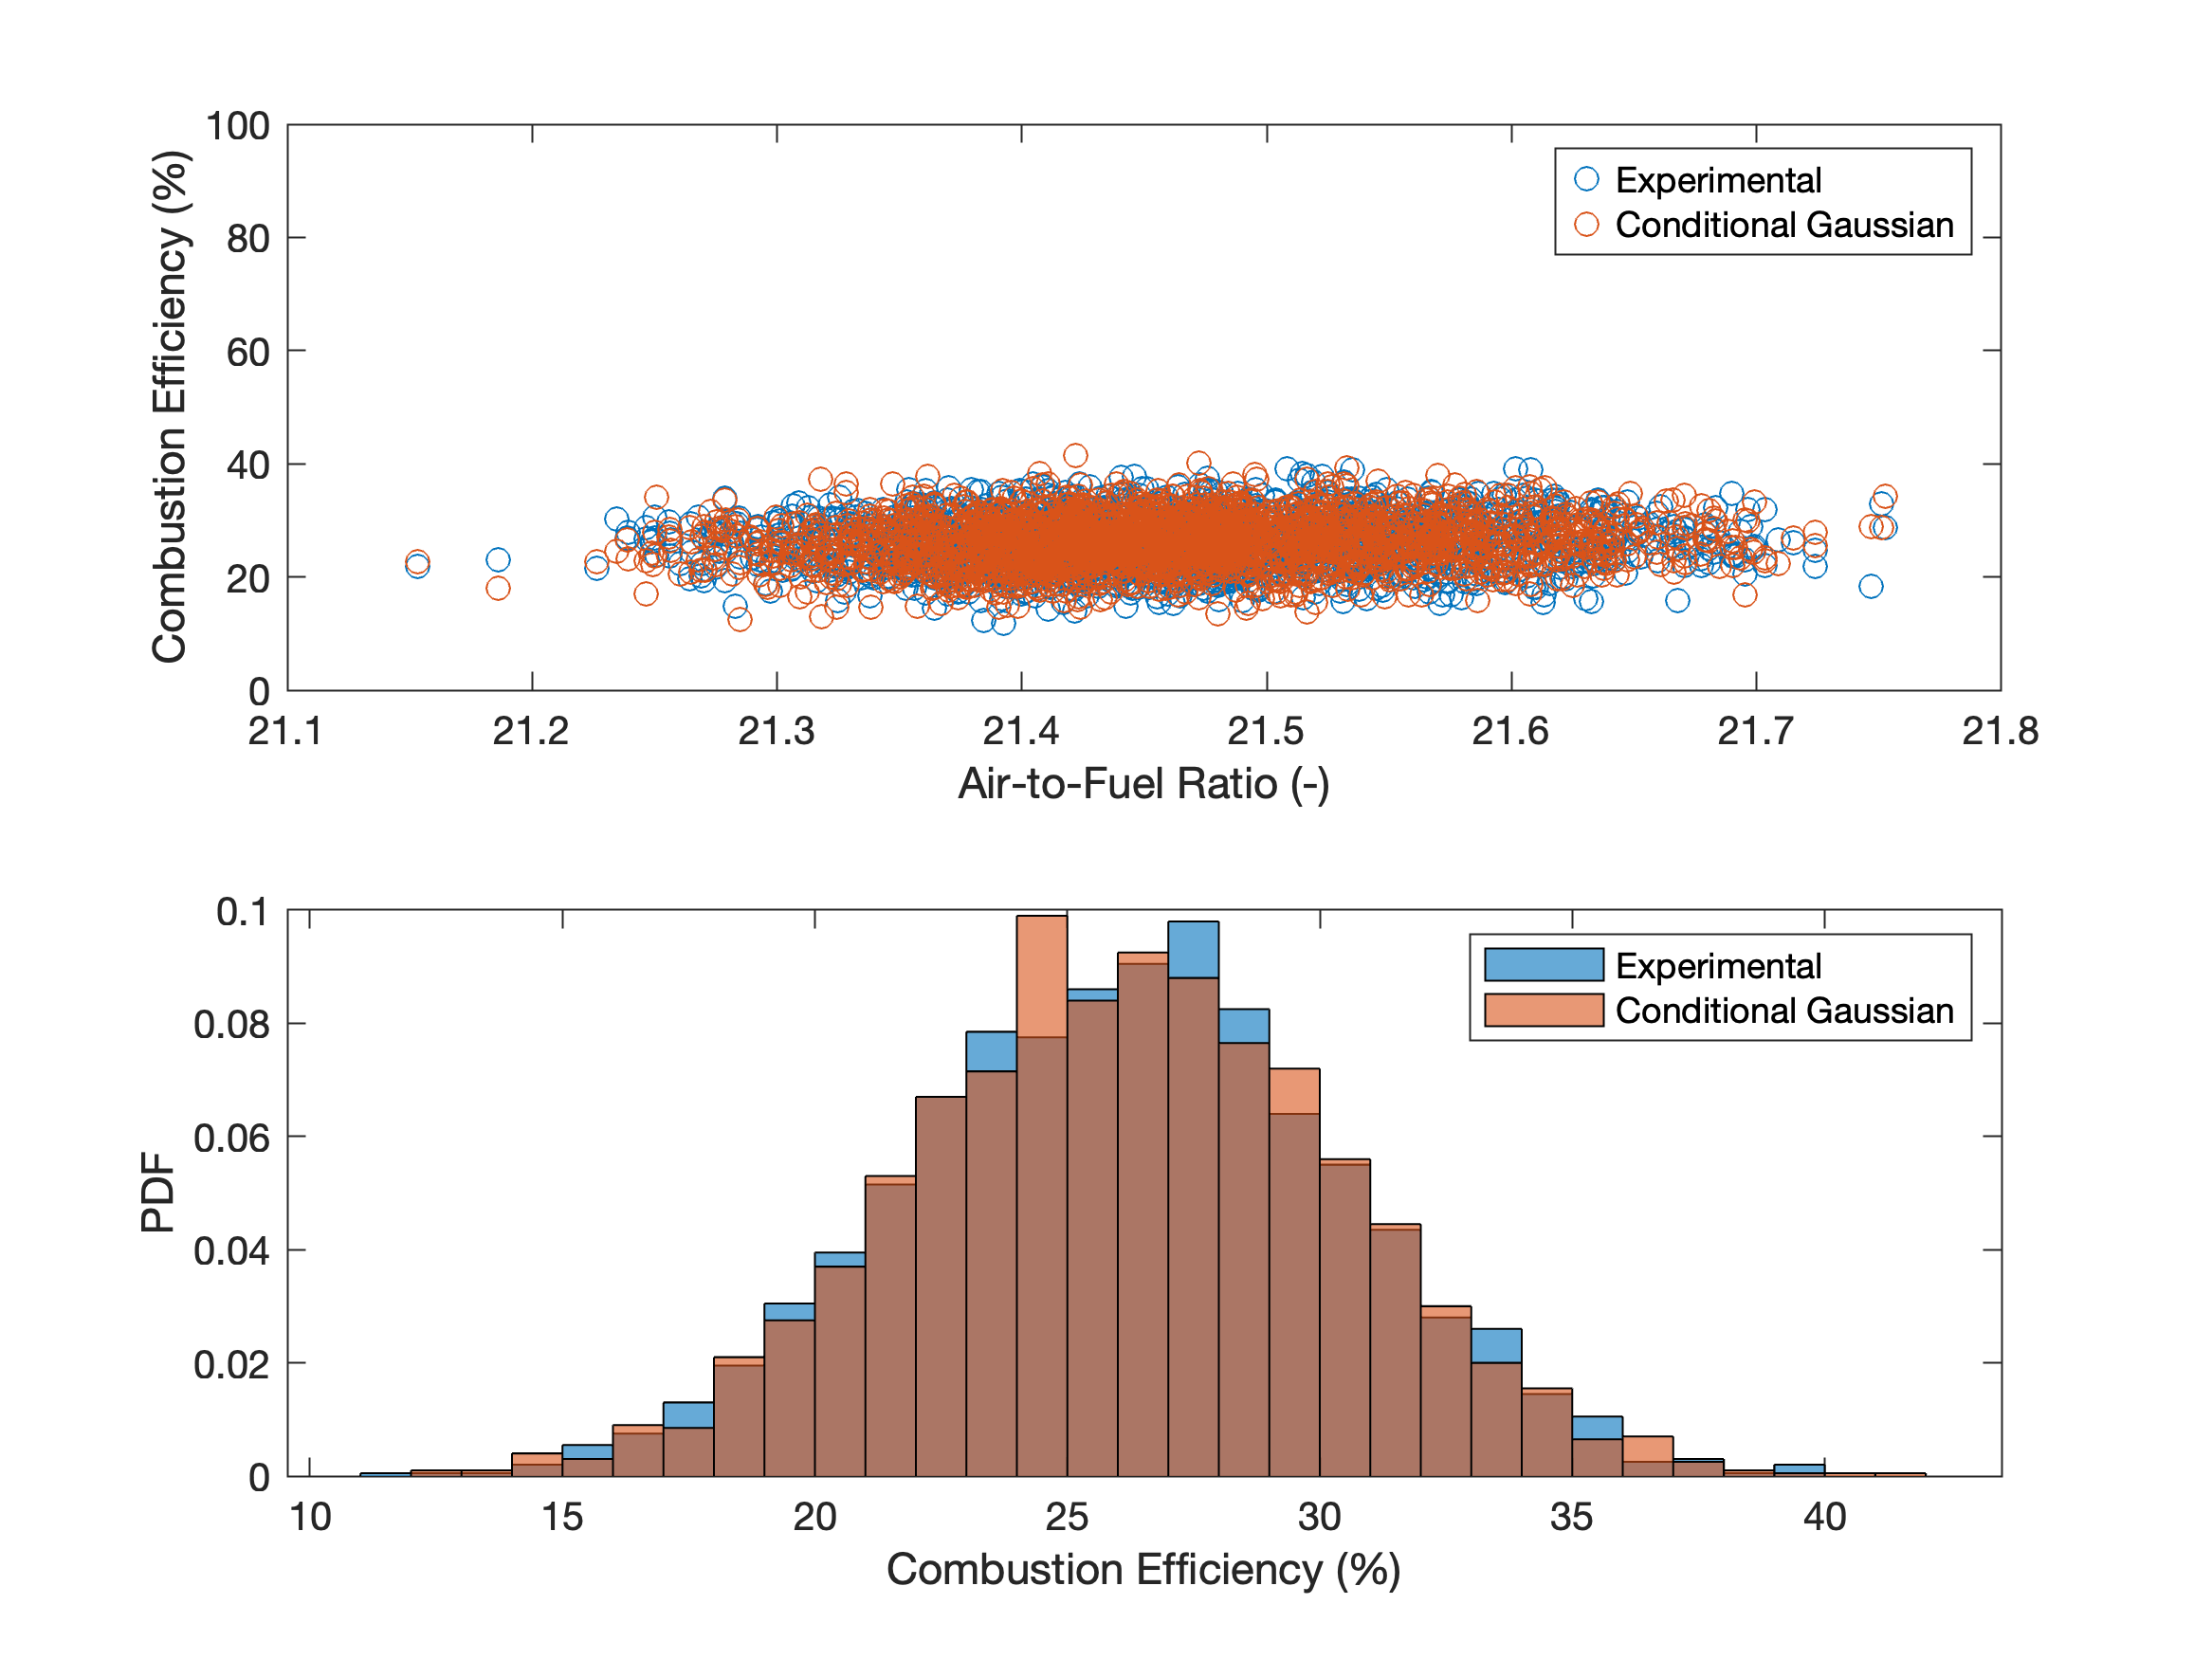 100
80
60
40
20
0
Combustion Efficiency (%)
Experimental
Conditional Gaussian
21.1 21.2 21.3 21.4 21.5 21.6 21.7 21.8
Air-to-Fuel Ratio (-)
0.1
0.08
0.06
0.04
0.02
0
PDF
Experimental
Conditional Gaussian
10 15 20 25 30 35 40
Combustion Efficiency (%)